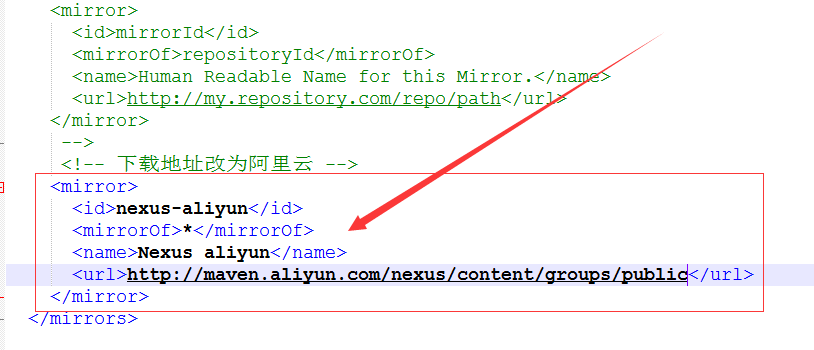 <mirror>
<id>mirrorId</id>
<mirrorOf>repositoryId</mirrorOf>
<name>Human Readable Name for this Mirror.</name>
<url>http://my.repository.com/repo/path</url>
</mirror>
-->
<!-- 下载地址改为阿里云 -->
<mirror>
<id>nexus-aliyun</id>
<mirrorOf>*</mirrorOf>
<name>Nexus aliyun</name>
<url>http://maven.aliyun.com/nexus/content/groups/public</url>
</mirror>
</mirrors>